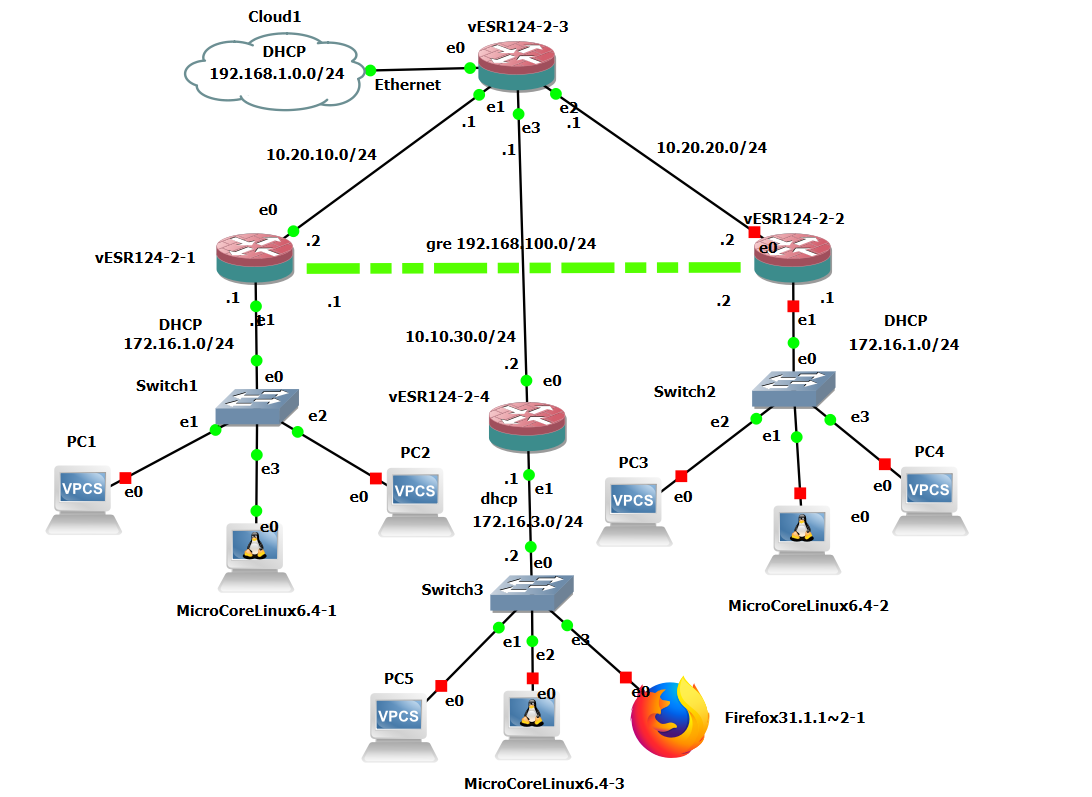 Cloud1
vESR124-2-3
DHCP
192.168.1.0.0/24
e0
Ethernet
e1
e2
.1
e3
.1
.1
10.20.10.0/24
10.20.20.0/24
e0
vESR124-2-2
.2
gre 192.168.100.0/24
.2
e0
vESR124-2-1
.1
.1
.2
.1
.1
e1
e1
DHCP
172.16.1.0/24
10.10.30.0/24
DHCP
172.16.1.0/24
.2
e0
e0
e0
Switch1
vESR124-2-4
Switch2
e1
e2
e2
e1
e3
PC1
PC2
e3
PC3
PC4
.1
e1
VPCS
e0
e0
VPCS
dhcp
172.16.3.0/24
VPCS
e0
e0
VPCS
e0
e0
.2
e0
MicroCoreLinux6.4-1
Switch3
MicroCoreLinux6.4-2
e1
e2
e3
PC5
e0
e0
e0
VPCS
Firefox31.1.1~2-1
MicroCoreLinux6.4-3